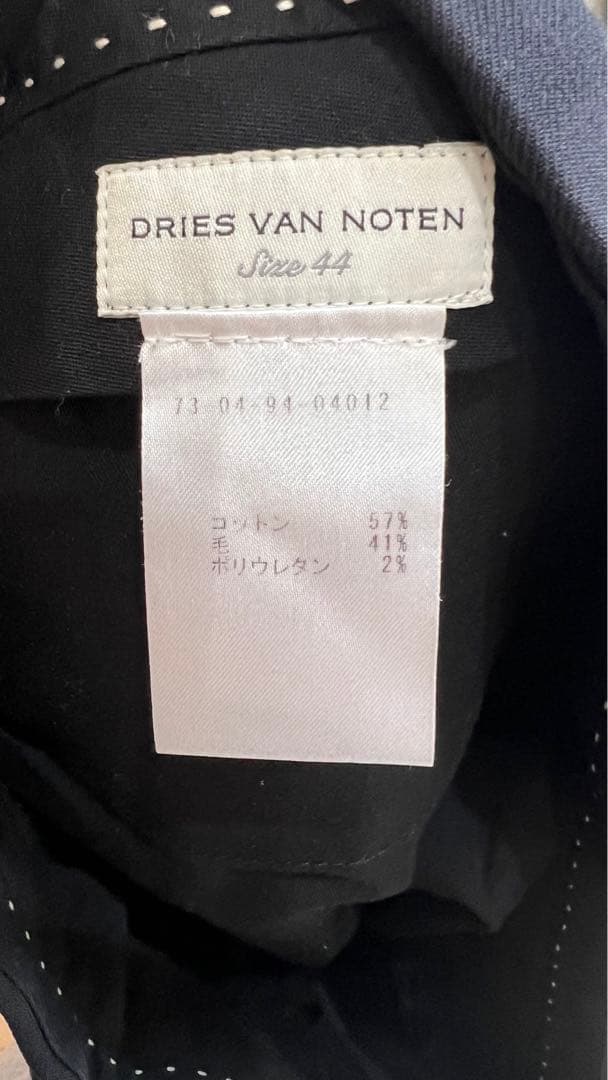 DRIES VAN NOTEN
Size 44
73 04-94-04012
コットン 57%
毛 41%
ポリウレタン 2%